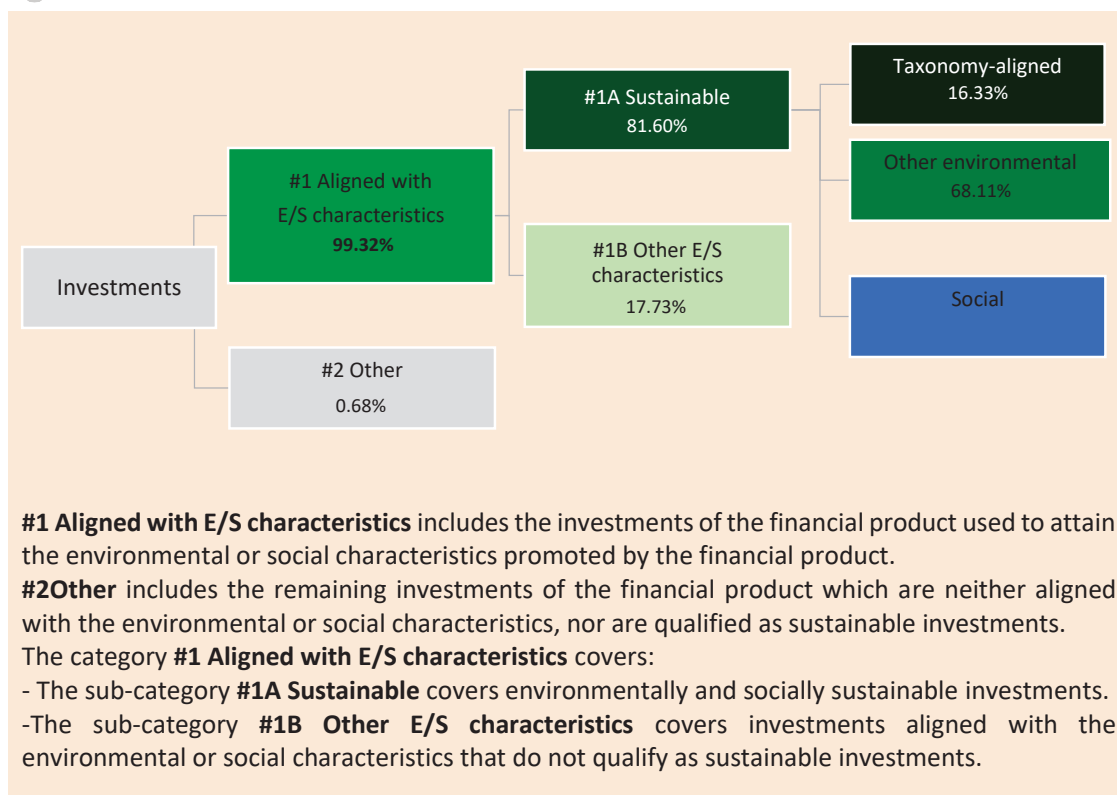 Taxonomy-aligned
16.33%
#1A Sustainable
81.60%
Other environmental
68.11%
#1 Aligned with
E/S characteristics
99.32%
#1B Other E/S
characteristics
17.73%
Investments
Social
#2 Other
0.68%
#1 Aligned with E/S characteristics includes the investments of the financial product used to attain
the environmental or social characteristics promoted by the financial product.
#2Other includes the remaining investments of the financial product which are neither aligned
with the environmental or social characteristics, nor are qualified as sustainable investments.
The category #1 Aligned with E/S characteristics covers:
- The sub-category #1A Sustainable covers environmentally and socially sustainable investments.
-The sub-category #1B Other E/S characteristics covers investments aligned with the
environmental or social characteristics that do not qualify as sustainable investments.